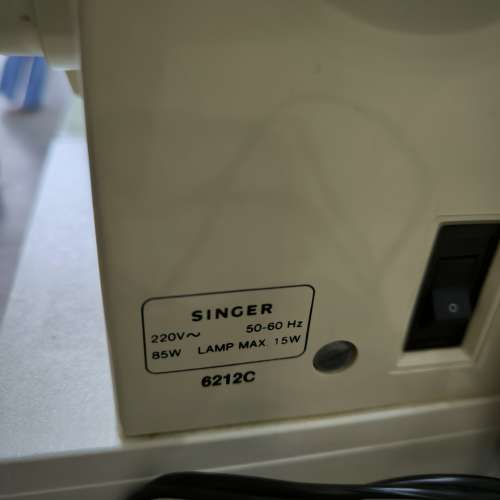 SINGER
220V～ 50-60 Hz
85W LAMP MAX. 15W
6212C
O